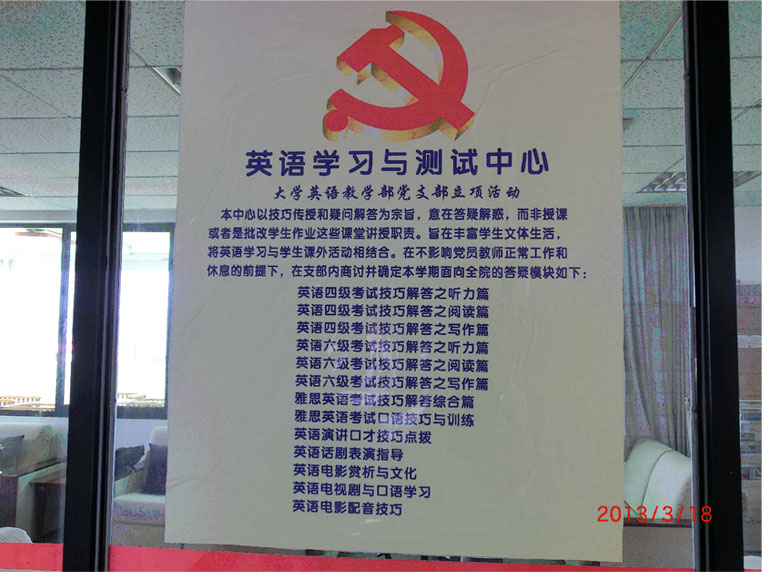 英语学习与测试中心
大学英语教学部党支部立项活动
本中心以技巧传授和疑问解答为宗旨，意在答疑解惑，而非授课
或者是批改学生作业这些课堂讲授职责。旨在丰富学生文体生活，
将英语学习与学生课外活动相结合。在不影响党员教师正常工作和
休息的前提下，在支部内商讨并确定本学期面向全院的答疑模块如下：
英语四级考试技巧解答之听力篇
英语四级考试技巧解答之阅读篇
英语四级考试技巧解答之写作篇
英语六级考试技巧解答之听力篇
英语六级考试技巧解答之阅读篇
英语六级考试技巧解答之写作篇
雅思英语考试技巧解答综合篇
雅思英语考试口语技巧与训练
英语演讲口才技巧点拨
英语话剧表演指导
英语电影赏析与文化
英语电视剧与口语学习
英语电影配音技巧
2013/3/18